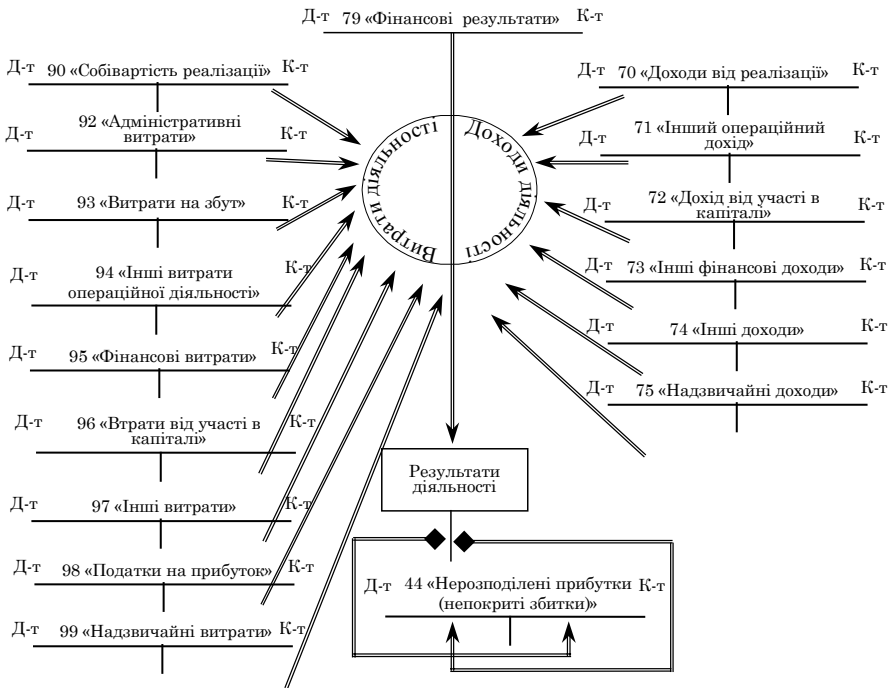 Д-т 79 «Фінансові результати» К-т
Д-т 90 «Собівартість реалізації» К-т
Д-т 92 «Адміністративні
витрати» К-т
Д-т 93 «Витрати на збут» К-т
Д-т 94 «Інші витрати
операційної діяльності» К-т
Д-т 95 «Фінансові витрати» К-т
Д-т 96 «Втрати від участі в
капіталі» К-т
Д-т 97 «Інші витрати» К-т
Д-т 98 «Податки на прибуток» К-т
Д-т 99 «Надзвичайні витрати» К-т
Витрати діяльності
Доходи діяльності
Д-т 70 «Доходи від реалізації» К-т
Д-т 71 «Інший операційний
дохід» К-т
Д-т 72 «Дохід від участі в
капіталі» К-т
Д-т 73 «Інші фінансові доходи» К-т
Д-т 74 «Інші доходи» К-т
Д-т 75 «Надзвичайні доходи» К-т
Результати
діяльності
Д-т 44 «Нерозподілені прибутки К-т
(непокриті збитки)»